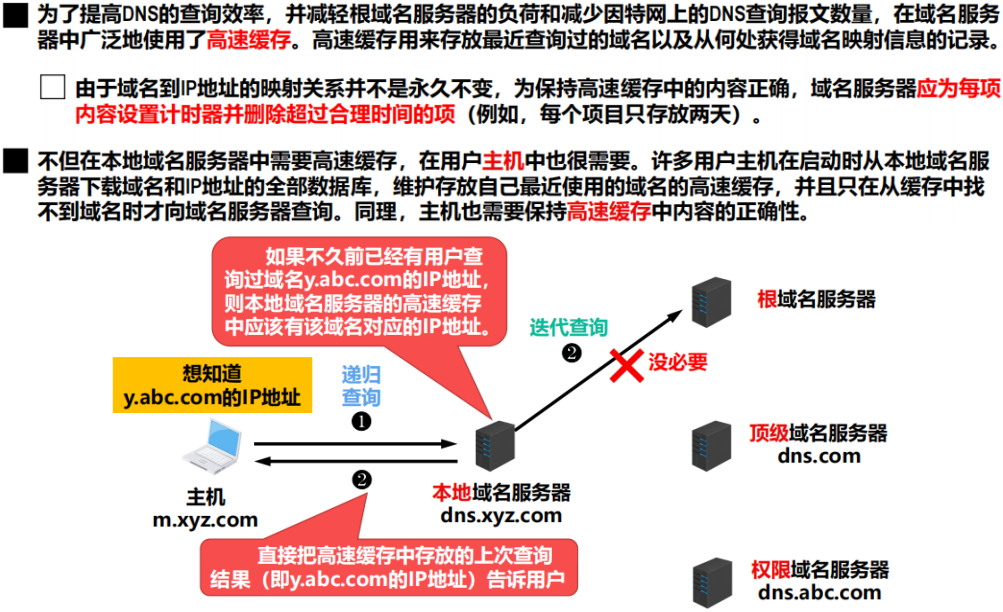 为了提高DNS的查询效率，并减轻根域名服务器的负荷和减少因特网上的DNS查询报文数量，在域名服务
器中广泛地使用了高速缓存。高速缓存用来存放最近查询过的域名以及从何处获得域名映射信息的记录。
由于域名到IP地址的映射关系并不是永久不变，为保持高速缓存中的内容正确，域名服务器应为每项
内容设置计时器并删除超过合理时间的项（例如，每个项目只存放两天）。
不但在本地域名服务器中需要高速缓存，在用户主机中也很需要。许多用户主机在启动时从本地域名服
务器下载域名和IP地址的全部数据库，维护存放自己最近使用的域名的高速缓存，并且只在从缓存中找
不到域名时才向域名服务器查询。同理，主机也需要保持高速缓存中内容的正确性。
如果不久前已经有用户查
询过域名y.abc.com的IP地址，
则本地域名服务器的高速缓存
中应该有该域名对应的IP地址。
根域名服务器
迭代查询
❷
没必要
想知道
y.abc.com的IP地址
递归
查询
❶
❷
主机
m.xyz.com
本地域名服务器
dns.xyz.com
顶级域名服务器
dns.com
直接把高速缓存中存放的上次查询
结果（即y.abc.com的IP地址）告诉用户
权限域名服务器
dns.abc.com